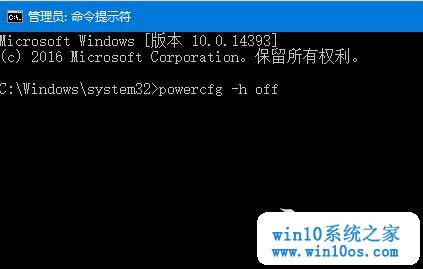 管理员: 命令提示符
Microsoft Windows [版本 10.0.14393]
(c) 2016 Microsoft Corporation。保留所有权利。
C:\Windows\system32>powercfg -h off
win10系统之家
www.win10os.com